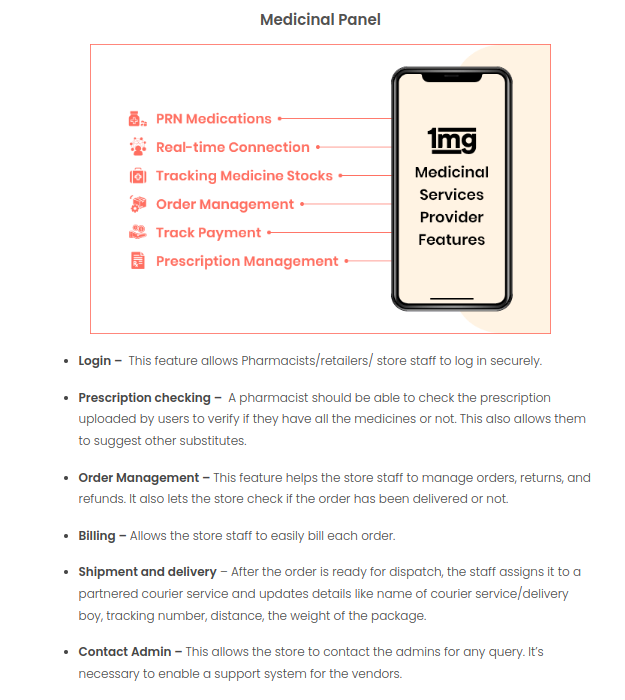 Medicinal Panel
PRN Medications
Real-time Connection
Tracking Medicine Stocks
Order Management
Track Payment
Prescription Management
1mg
Medicinal
Services
Provider
Features
Login – This feature allows Pharmacists/retailers/ store staff to log in securely.
Prescription checking – A pharmacist should be able to check the prescription
uploaded by users to verify if they have all the medicines or not. This also allows them
to suggest other substitutes.
Order Management – This feature helps the store staff to manage orders, returns, and
refunds. It also lets the store check if the order has been delivered or not.
Billing – Allows the store staff to easily bill each order.
Shipment and delivery – After the order is ready for dispatch, the staff assigns it to a
partnered courier service and updates details like name of courier service/delivery
boy, tracking number, distance, the weight of the package.
Contact Admin – This allows the store to contact the admins for any query. It's
necessary to enable a support system for the vendors.